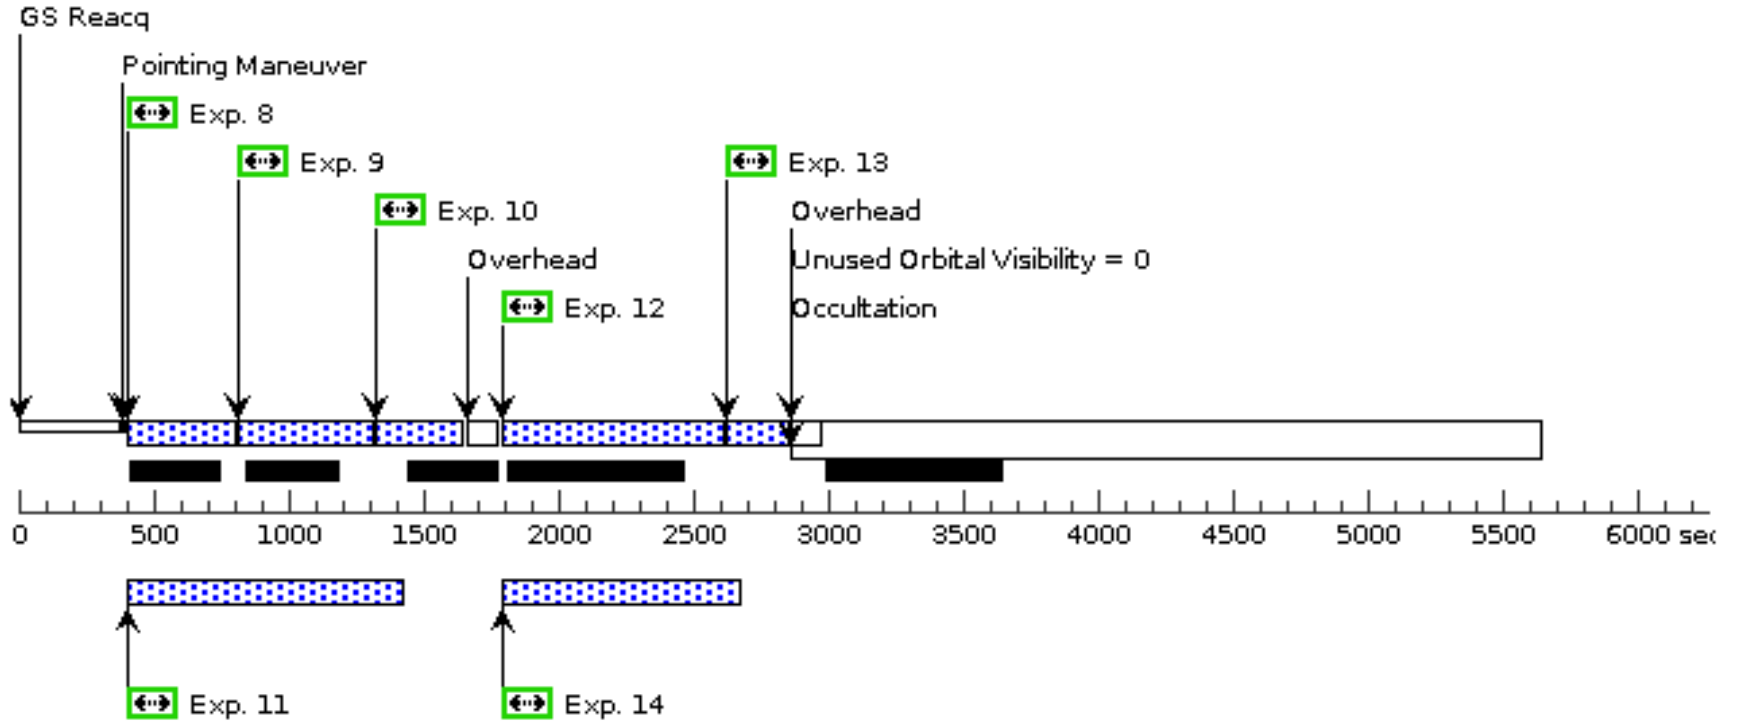 GS Reacq
Pointing Maneuver
Exp. 8
Exp. 9
Exp. 13
Exp. 10
Overhead
Overhead
Unused Orbital Visibility = 0
Exp. 12
Occultation
0 500 1000 1500 2000 2500 3000 3500 4000 4500 5000 5500 6000 sec
Exp. 11
Exp. 14